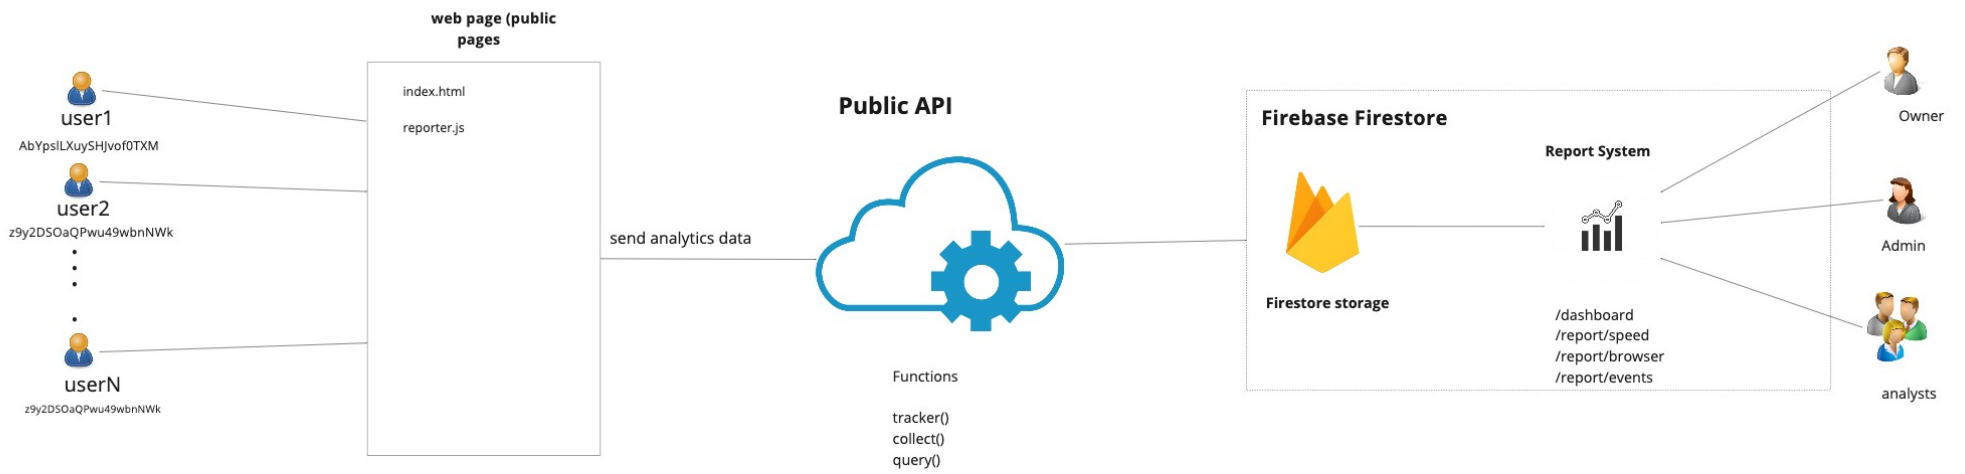 web page (public
pages
index.html
reporter.js
user1
AbYpslLXuySHJvof0TXM
user2
z9y2DSOaQPwu49wbnNWk
userN
z9y2DSOaQPwu49wbnNWk
send analytics data
Public API
Functions
tracker()
collect()
query()
Firebase Firestore
Firestore storage
Report System
/dashboard
/report/speed
/report/browser
/report/events
Owner
Admin
analysts